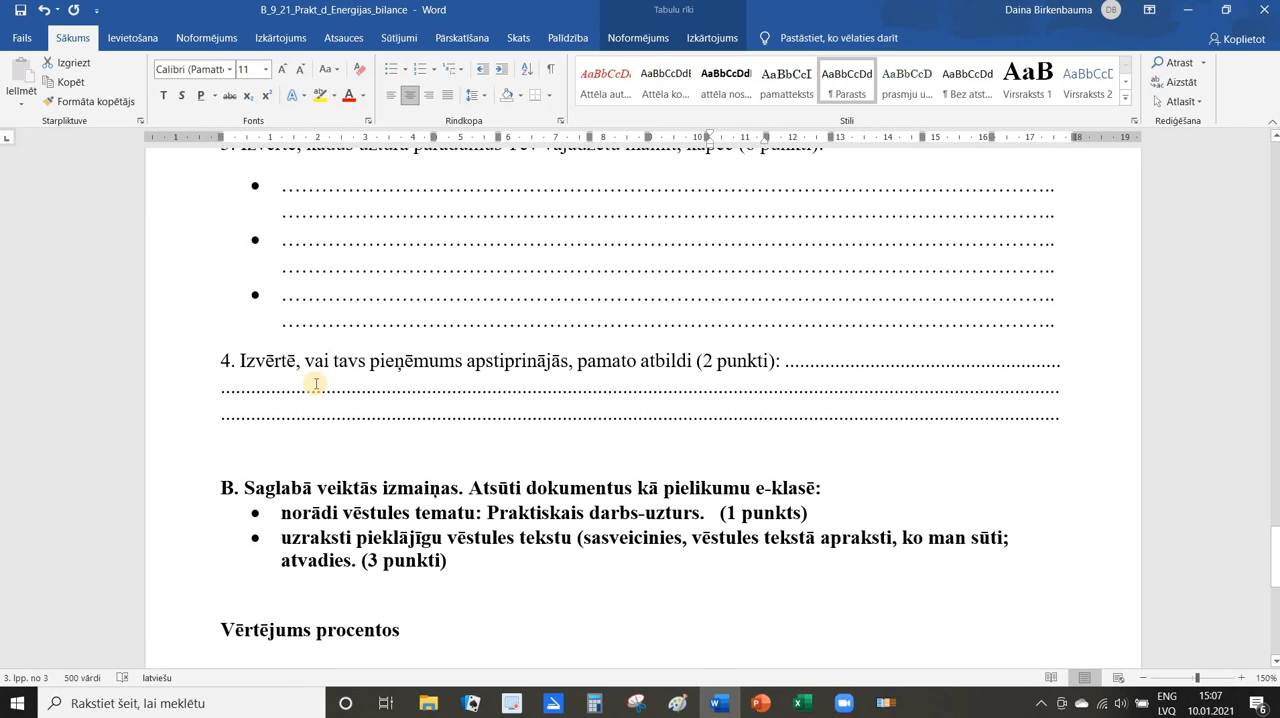 B_9_21_Prakt_d_Energijas_bilance - Word
Tabulu rīki
Daina Birkenbauma
DB
Fails Sākums Ievietošana Noformējums Izkārtojums Atsauces Sūtījumi Pārskatīšana Skats Palīdzība Noformējums Izkārtojums Pastāstiet, ko vēlaties darīt Koplietot
Ielīmēt
Izgriezt
Kopēt
Formata kopētājs
Starpliktuve
Calibri (Pamatt 11
Fonts
Rindkopa
AaBbCcDı AaBbCcDdE AaBbCcDd AaBbCcI AaBbCcDd AaBbCcDd AaBbCcDd AaB AaBbCcDd
Attēla aut... Attēla ko... attēla nos... pamatteksts ¶ Parasts prasmju u... ¶ Bez atst... Virsraksts 1 Virsraksts 2
Stili
Atrast
Aizstāt
Atlasīt
Rediģēšana
4. Izvērtē, vai tavs pieņēmums apstiprinājās, pamato atbildi (2 punkti):
B. Saglabā veiktās izmaiņas. Atsūti dokumentus kā pielikumu e-klasē:
norādi vēstules tematu: Praktiskais darbs-uzturs. (1 punkts)
uzraksti pieklājīgu vēstules tekstu (sasveicinies, vēstules tekstā apraksti, ko man sūti;
atvadies. (3 punkti)
Vērtējums procentos
3. lpp. no 3 500 vārdi latviešu
150%
Rakstiet šeit, lai meklētu
ENG
LVQ
15:07
10.01.2021
6